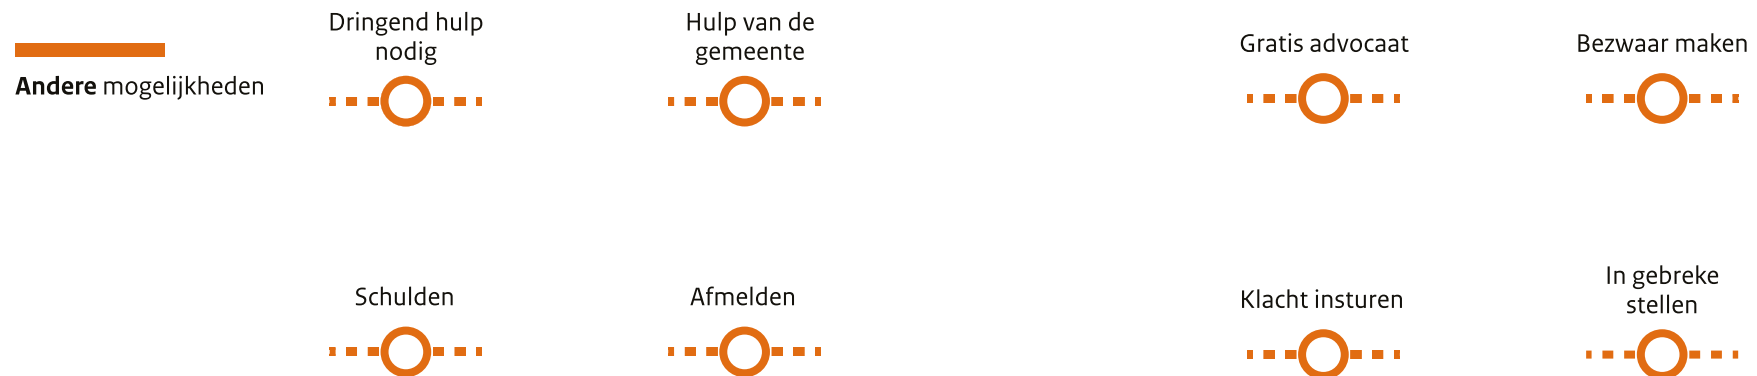 Andere mogelijkheden
Dringend hulp
nodig
Hulp van de
gemeente
Gratis advocaat
Bezwaar maken
Schulden
Afmelden
Klacht insturen
In gebreke
stellen